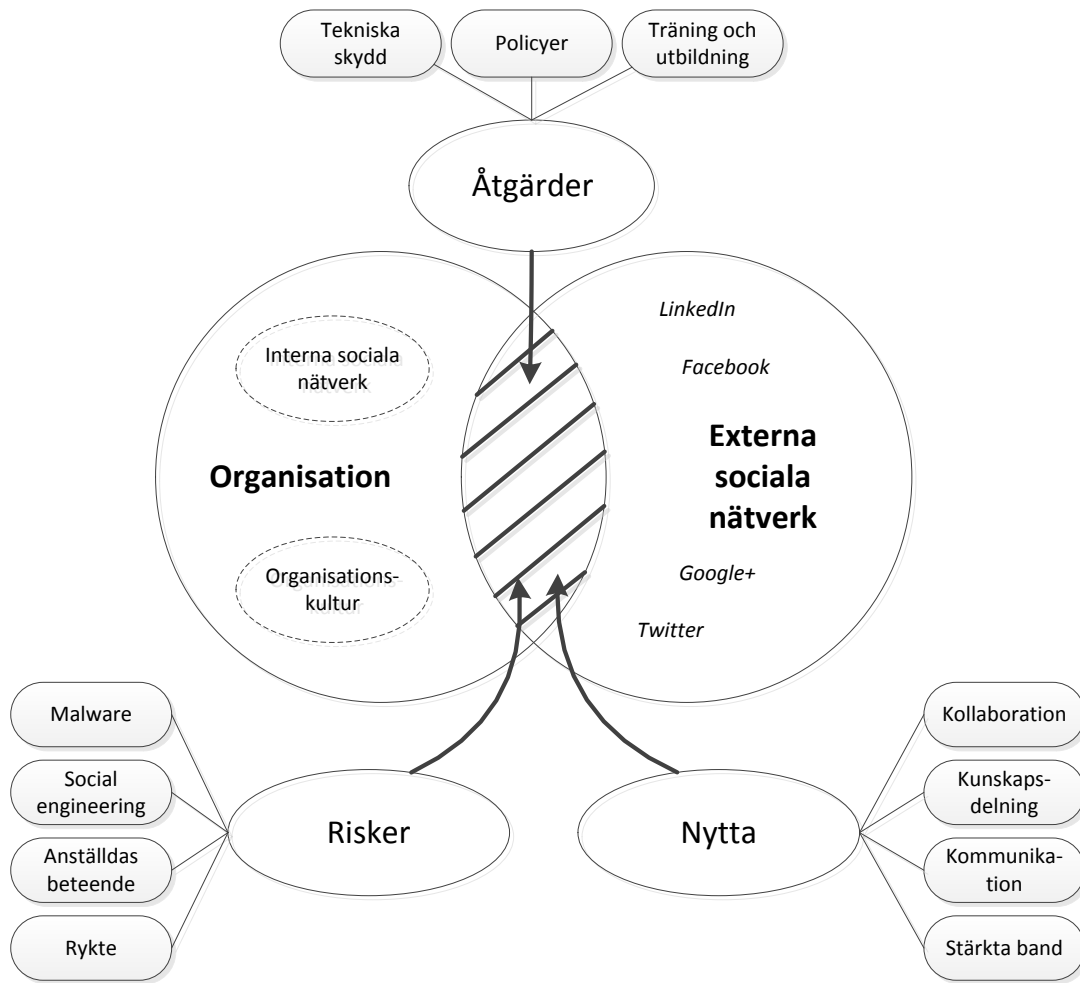 Tekniska
skydd
Policyer
Träning och
utbildning
Åtgärder
Interna sociala
nätverk
Organisation
Organisations-
kultur
LinkedIn
Facebook
Externa
sociala
nätverk
Google+
Twitter
Malware
Social
engineering
Anställdas
beteende
Rykte
Risker
Nytta
Kollaboration
Kunskaps-
delning
Kommunika-
tion
Stärkta band